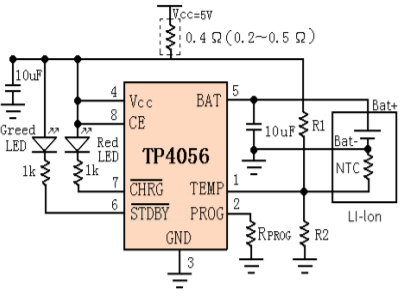 Vcc=5V
0.4 Ω(0.2～0.5 Ω)
10uF
4
Vcc
BAT
5
Bat+
8
CE
10uF
R1
Greed
LED
Red
LED
Bat-
TP4056
1k
1k
NTC
7
CHRG
TEMP
1
6
STDBY
PROG
2
LI-Ion
GND
RPROG
R2
3